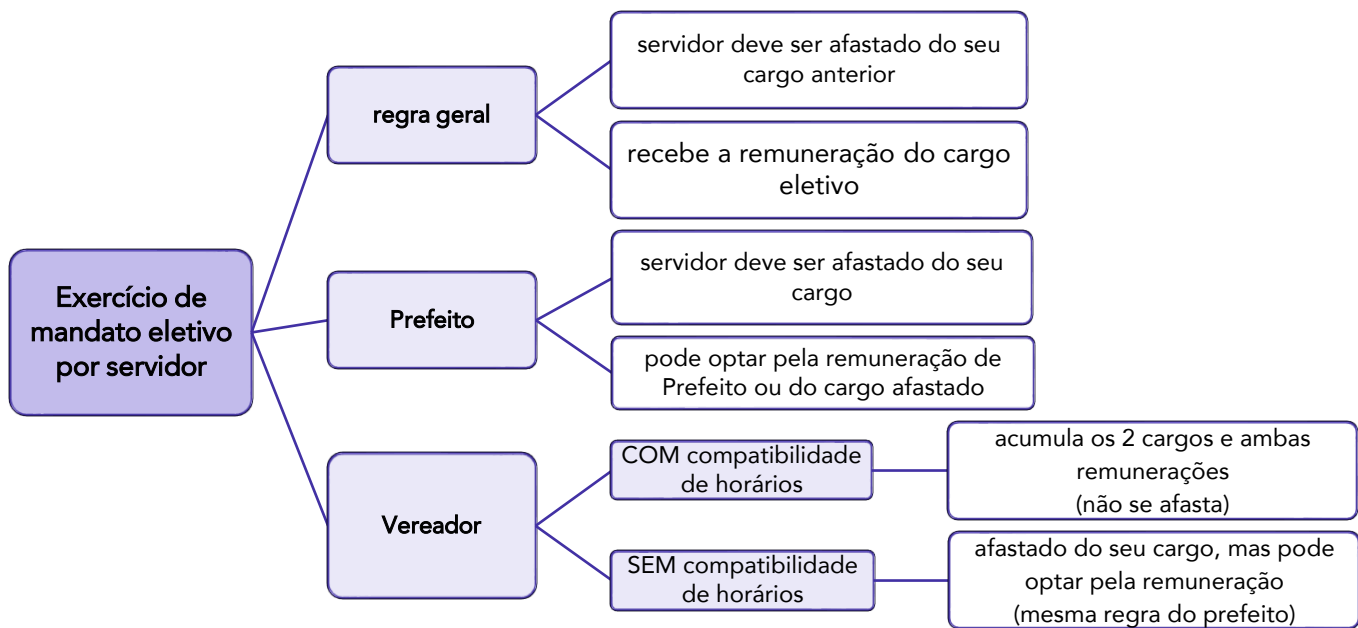 Exercício de
mandato eletivo
por servidor
regra geral
servidor deve ser afastado do seu
cargo anterior
recebe a remuneração do cargo
eletivo
Prefeito
servidor deve ser afastado do seu
cargo
pode optar pela remuneração de
Prefeito ou do cargo afastado
Vereador
COM compatibilidade
de horários
acumula os 2 cargos e ambas
remunerações
(não se afasta)
SEM compatibilidade
de horários
afastado do seu cargo, mas pode
optar pela remuneração
(mesma regra do prefeito)